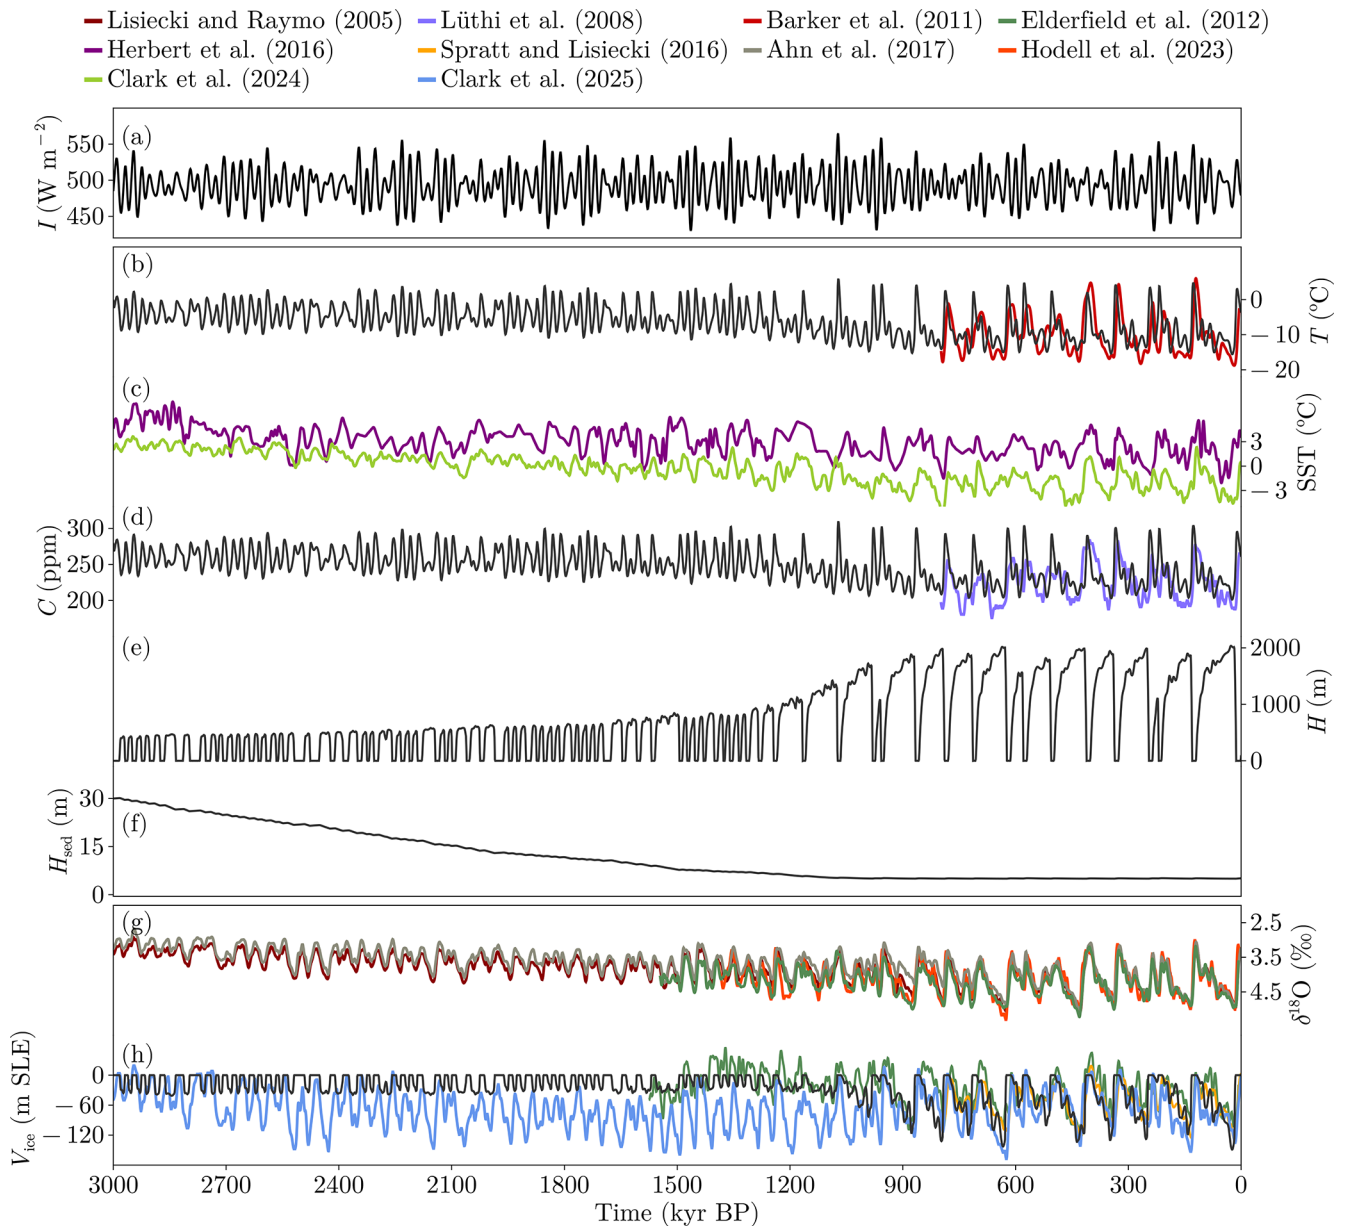 Lisiecki and Raymo (2005) Lüthi et al. (2008) Barker et al. (2011) Elderfield et al. (2012)
Herbert et al. (2016) Spratt and Lisiecki (2016) Ahn et al. (2017) Hodell et al. (2023)
Clark et al. (2024) Clark et al. (2025)
(a)
I (W m⁻²)
550
500
450
(b)
0
−10
−20
T (°C)
(c)
3
0
−3
SST (°C)
(d)
C (ppm)
300
250
200
(e)
2000
1000
0
H (m)
(f)
H_sed (m)
30
15
0
(g)
2.5
3.5
4.5
δ¹⁸O (‰)
(h)
V_ice (m SLE)
0
−60
−120
3000 2700 2400 2100 1800 1500 1200 900 600 300 0
Time (kyr BP)